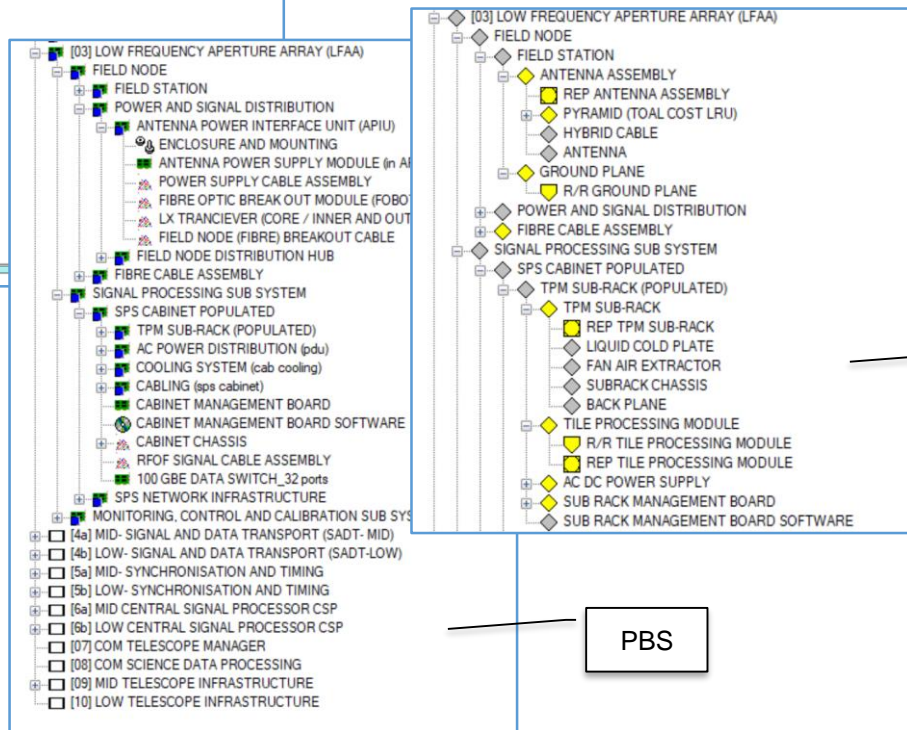 [03] LOW FREQUENCY APERTURE ARRAY (LFAA)
FIELD NODE
FIELD STATION
POWER AND SIGNAL DISTRIBUTION
ANTENNA POWER INTERFACE UNIT (APIU)
ENCLOSURE AND MOUNTING
ANTENNA POWER SUPPLY MODULE (in
POWER SUPPLY CABLE ASSEMBLY
FIBRE OPTIC BREAK OUT MODULE (FOBO
LX TRANCIEVER (CORE / INNER AND OUT
FIELD NODE (FIBRE) BREAKOUT CABLE
FIELD NODE DISTRIBUTION HUB
FIBRE CABLE ASSEMBLY
SIGNAL PROCESSING SUB SYSTEM
SPS CABINET POPULATED
TPM SUB-RACK (POPULATED)
AC POWER DISTRIBUTION (pdu)
COOLING SYSTEM (cab cooling)
CABLING (sps cabinet)
CABINET MANAGEMENT BOARD
CABINET MANAGEMENT BOARD SOFTWARE
CABINET CHASSIS
RFOF SIGNAL CABLE ASSEMBLY
100 GBE DATA SWITCH_32 ports
SPS NETWORK INFRASTRUCTURE
MONITORING, CONTROL AND CALIBRATION SUB SYS
[4a] MID- SIGNAL AND DATA TRANSPORT (SADT- MID)
[4b] LOW- SIGNAL AND DATA TRANSPORT (SADT-LOW)
[5a] MID- SYNCHRONISATION AND TIMING
[5b] LOW- SYNCHRONISATION AND TIMING
[6a] MID CENTRAL SIGNAL PROCESSOR CSP
[6b] LOW CENTRAL SIGNAL PROCESSOR CSP
[07] COM TELESCOPE MANAGER
[08] COM SCIENCE DATA PROCESSING
[09] MID TELESCOPE INFRASTRUCTURE
[10] LOW TELESCOPE INFRASTRUCTURE
[03] LOW FREQUENCY APERTURE ARRAY (LFAA)
FIELD NODE
FIELD STATION
ANTENNA ASSEMBLY
REP ANTENNA ASSEMBLY
PYRAMID (TOAL COST LRU)
HYBRID CABLE
ANTENNA
GROUND PLANE
R/R GROUND PLANE
POWER AND SIGNAL DISTRIBUTION
FIBRE CABLE ASSEMBLY
SIGNAL PROCESSING SUB SYSTEM
SPS CABINET POPULATED
TPM SUB-RACK (POPULATED)
TPM SUB-RACK
REP TPM SUB-RACK
LIQUID COLD PLATE
FAN AIR EXTRACTOR
SUBRACK CHASSIS
BACK PLANE
TILE PROCESSING MODULE
R/R TILE PROCESSING MODULE
REP TILE PROCESSING MODULE
AC DC POWER SUPPLY
SUB RACK MANAGEMENT BOARD
SUB RACK MANAGEMENT BOARD SOFTWARE
PBS